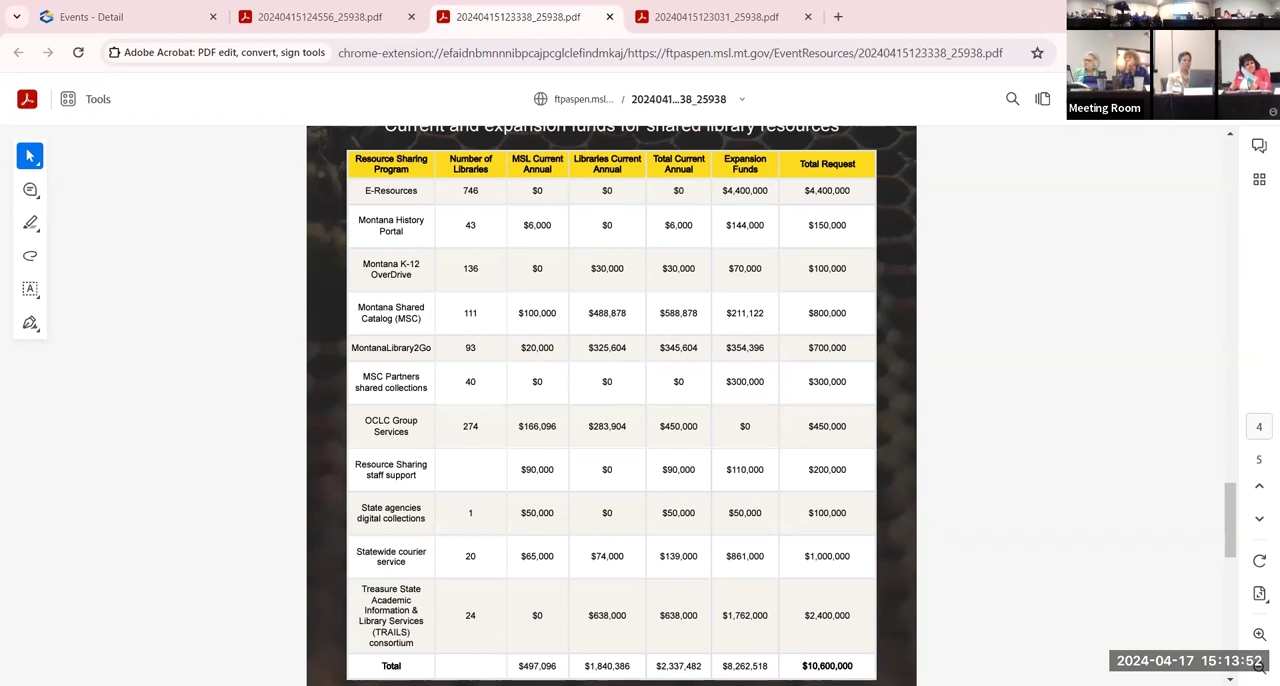 Events - Detail
20240415124556_25938.pdf
20240415123338_25938.pdf
20240415123031_25938.pdf
Adobe Acrobat: PDF edit, convert, sign tools
chrome-extension://efaidnbmnnnibpcajpcglclefindmkaj/https://ftpaspen.msl.mt.gov/EventResources/20240415123338_25938.pdf
Meeting Room
Tools
ftpaspen.msl... / 2024041...38_25938
Current and expansion funds for shared library resources
Resource Sharing Program Number of Libraries MSL Current Annual Libraries Current Annual Total Current Annual Expansion Funds Total Request
E-Resources 746 $0 $0 $0 $4,400,000 $4,400,000
Montana History Portal 43 $6,000 $0 $6,000 $144,000 $150,000
Montana K-12 OverDrive 136 $0 $30,000 $30,000 $70,000 $100,000
Montana Shared Catalog (MSC) 111 $100,000 $488,878 $588,878 $211,122 $800,000
MontanaLibrary2Go 93 $20,000 $325,604 $345,604 $354,396 $700,000
MSC Partners shared collections 40 $0 $0 $0 $300,000 $300,000
OCLC Group Services 274 $166,096 $283,904 $450,000 $0 $450,000
Resource Sharing staff support $90,000 $0 $90,000 $110,000 $200,000
State agencies digital collections 1 $50,000 $0 $50,000 $50,000 $100,000
Statewide courier service 20 $65,000 $74,000 $139,000 $861,000 $1,000,000
Treasure State Academic Information & Library Services (TRAILS) consortium 24 $0 $638,000 $638,000 $1,762,000 $2,400,000
Total $497,096 $1,840,386 $2,337,482 $8,262,518 $10,600,000
4
5
2024-04-17 15:13:52